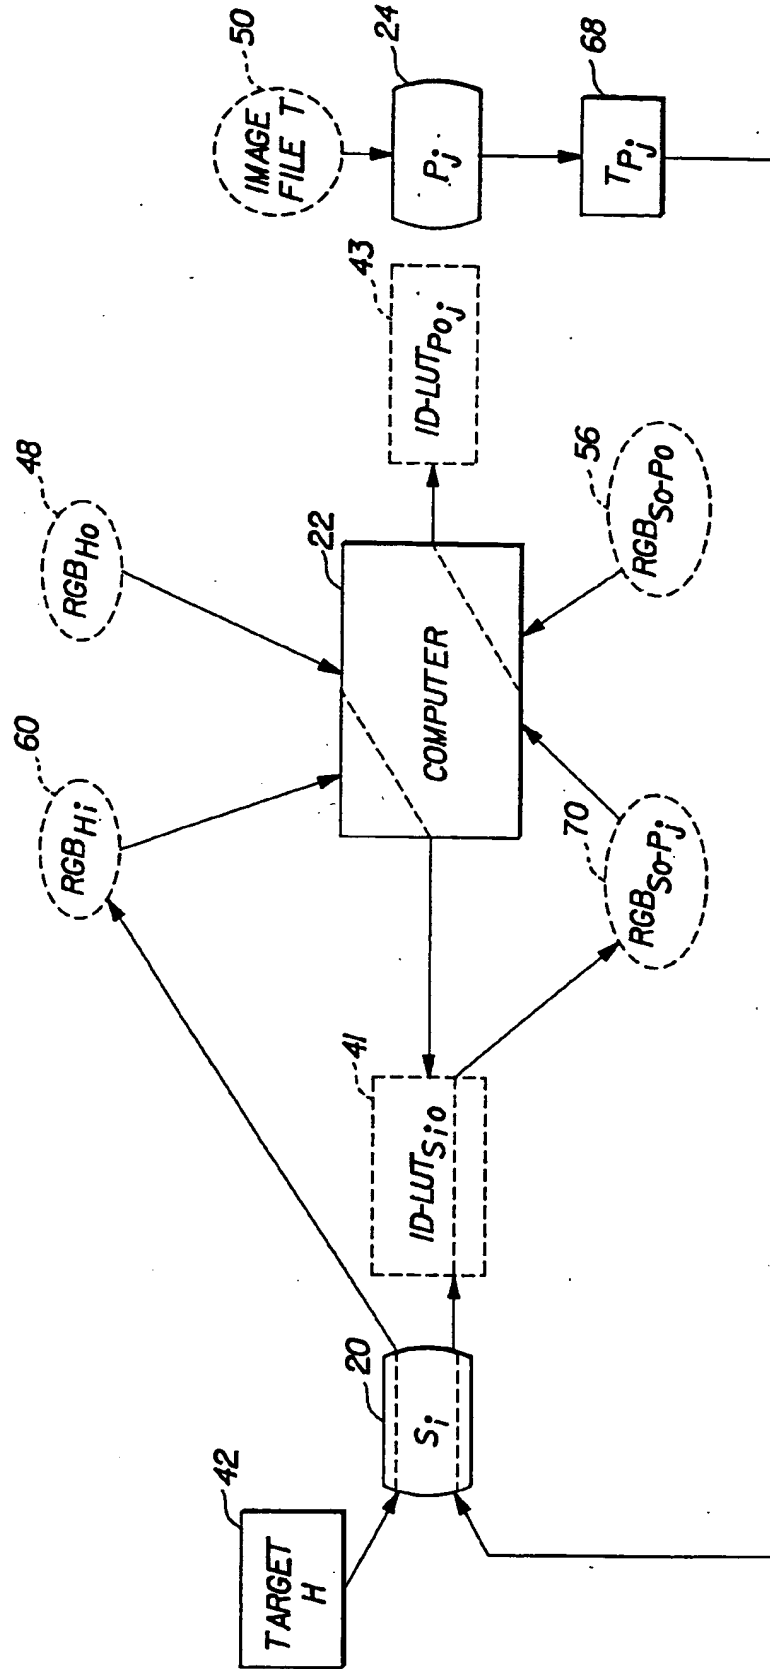 42
TARGET
H
20
Si
41
ID-LUTSio
60
RGBHi
48
RGBHo
22
COMPUTER
70
RGBSo-Pj
56
RGBSo-Po
43
ID-LUTPoj
50
IMAGE
FILE T
24
Pj
68
TPj